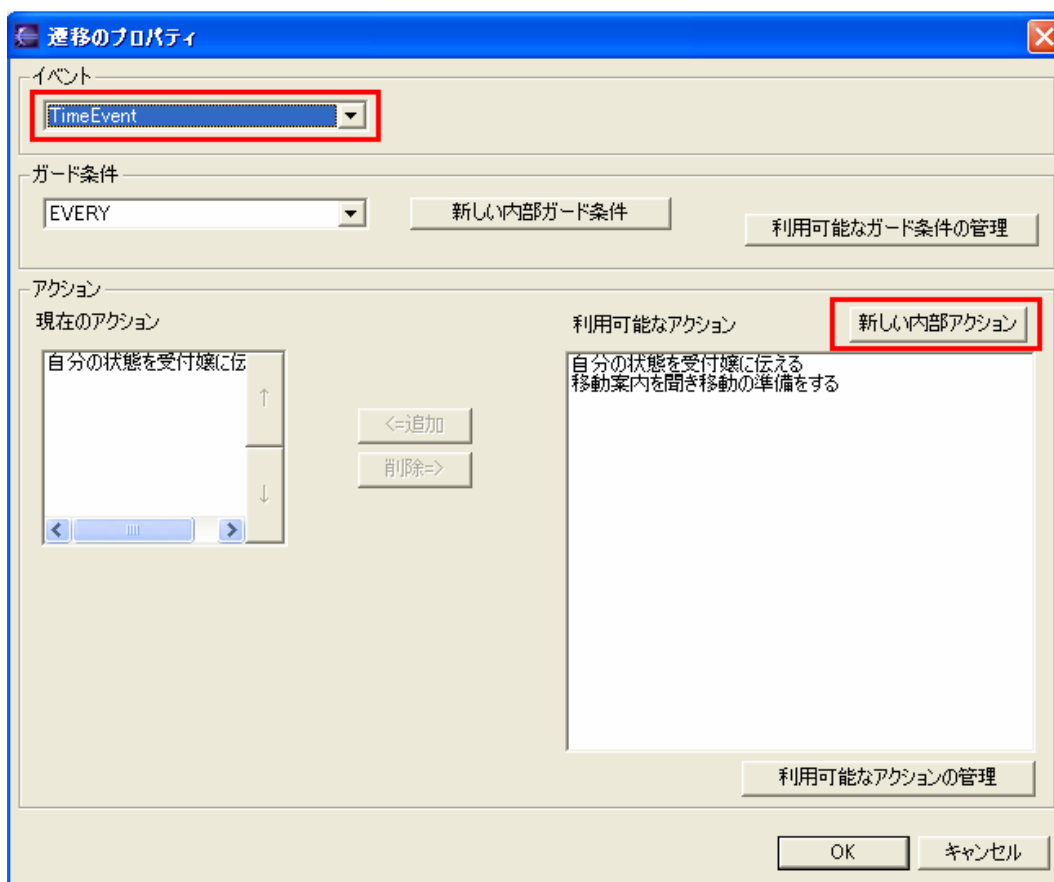 遷移のプロパティ
イベント
TimeEvent
ガード条件
EVERY
新しい内部ガード条件
利用可能なガード条件の管理
アクション
現在のアクション
利用可能なアクション
新しい内部アクション
自分の状態を受付嬢に伝
↑
↓
<=追加
削除=>
自分の状態を受付嬢に伝える
移動案内を聞き移動の準備をする
利用可能なアクションの管理
OK
キャンセル